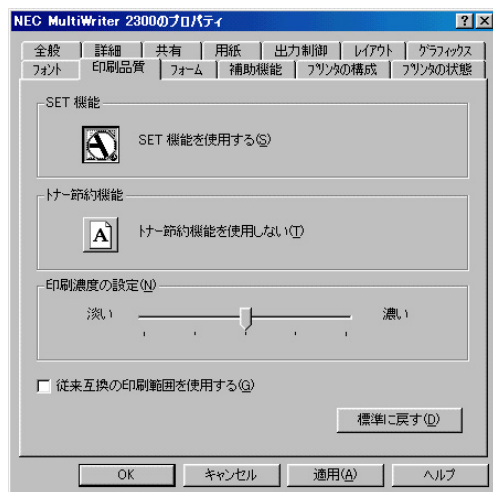 NEC MultiWriter 2300のプロパティ
全般 詳細 共有 用紙 出力制御 レイアウト グラフィックス
フォント 印刷品質 フォーム 補助機能 プリンタの構成 プリンタの状態
SET 機能
SET 機能を使用する(S)
トナー節約機能
トナー節約機能を使用しない(T)
印刷濃度の設定(N)
淡い 濃い
従来互換の印刷範囲を使用する(G)
標準に戻す(D)
OK キャンセル 適用(A) ヘルプ